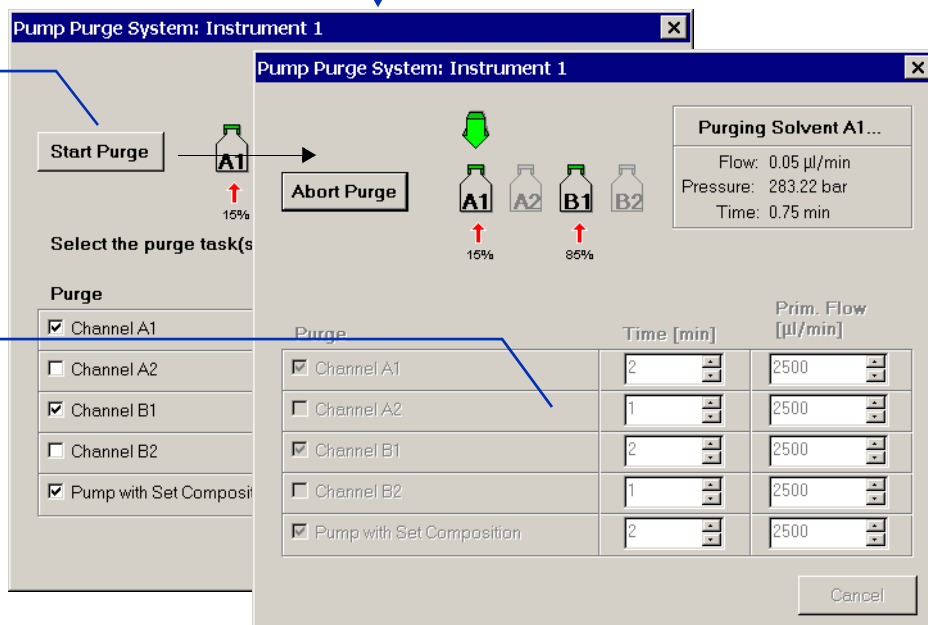 Pump Purge System: Instrument 1
Start Purge
A1
15%
Select the purge task(s
Purge
Channel A1
Channel A2
Channel B1
Channel B2
Pump with Set Composit
Pump Purge System: Instrument 1
Abort Purge
A1 A2 B1 B2
15% 85%
Purging Solvent A1...
Flow: 0.05 µl/min
Pressure: 283.22 bar
Time: 0.75 min
Purge Time [min] Prim. Flow [µl/min]
Channel A1 2 2500
Channel A2 1 2500
Channel B1 2 2500
Channel B2 1 2500
Pump with Set Composition 2 2500
Cancel